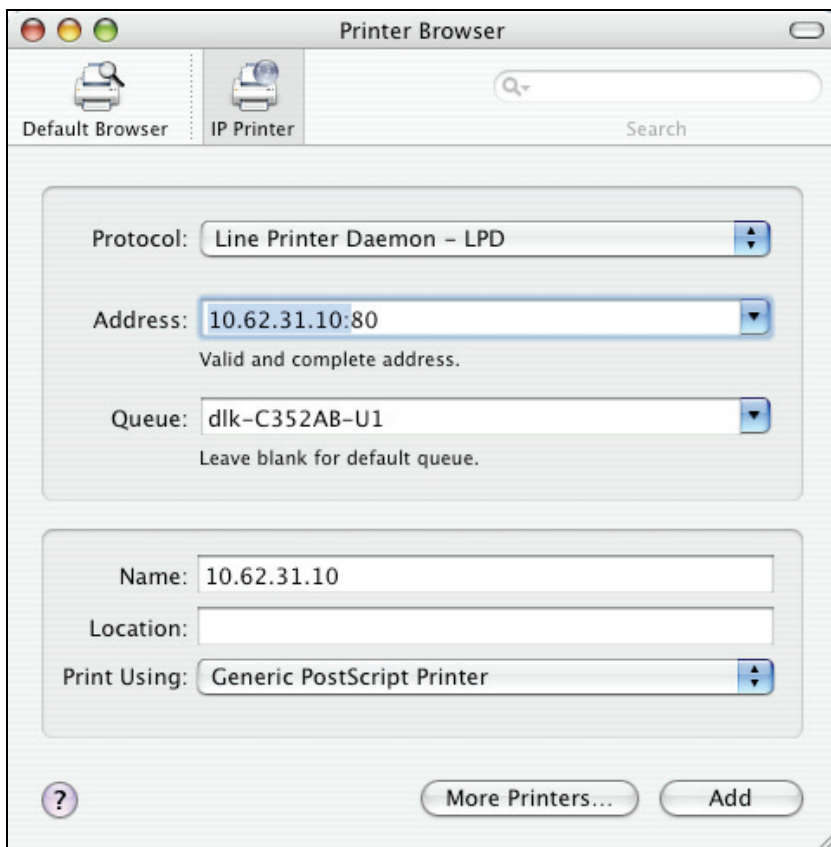 Printer Browser
Default Browser
IP Printer
Search
Protocol: Line Printer Daemon – LPD
Address: 10.62.31.10:80
Valid and complete address.
Queue: dlk-C352AB-U1
Leave blank for default queue.
Name: 10.62.31.10
Location:
Print Using: Generic PostScript Printer
?
More Printers...
Add